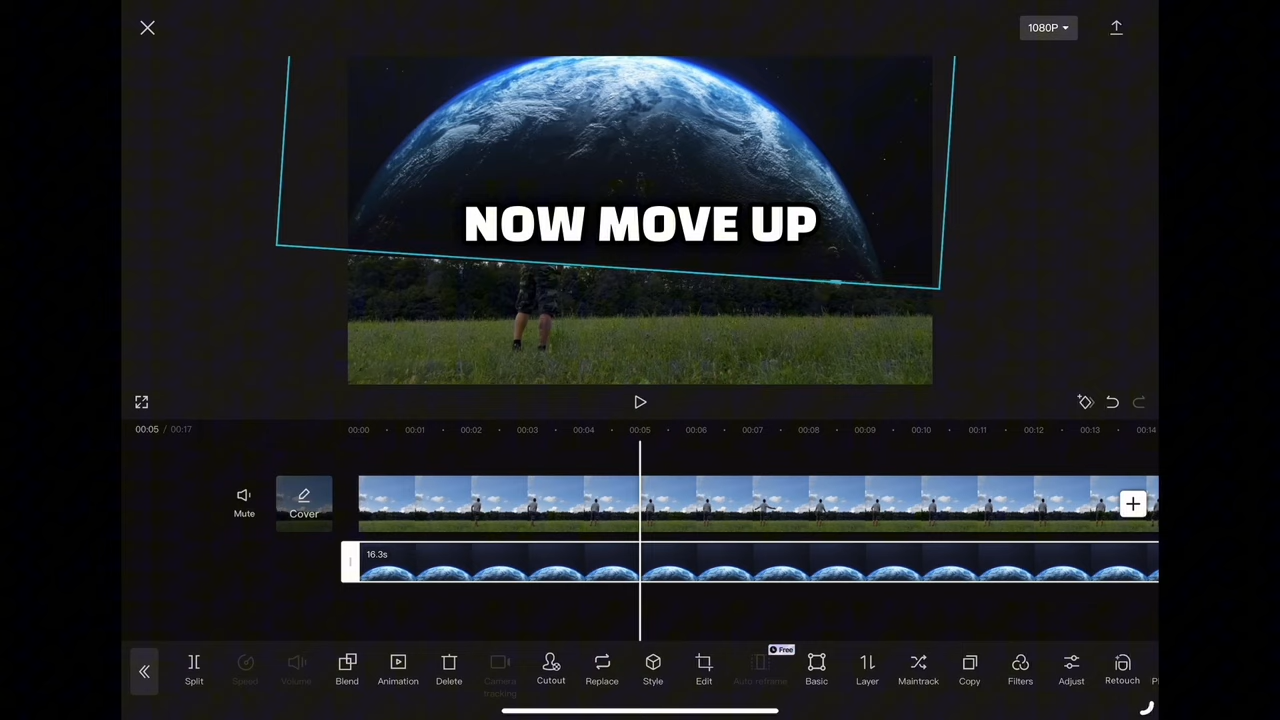 1080P
NOW MOVE UP
00:05 / 00:17
00:00 00:01 00:02 00:03 00:04 00:05 00:06 00:07 00:08 00:09 00:10 00:11 00:12 00:13 00:14
Mute
Cover
16.3s
Free
Split Speed Volume Blend Animation Delete Camera tracking Cutout Replace Style Edit Auto reframe Basic Layer Maintrack Copy Filters Adjust Retouch